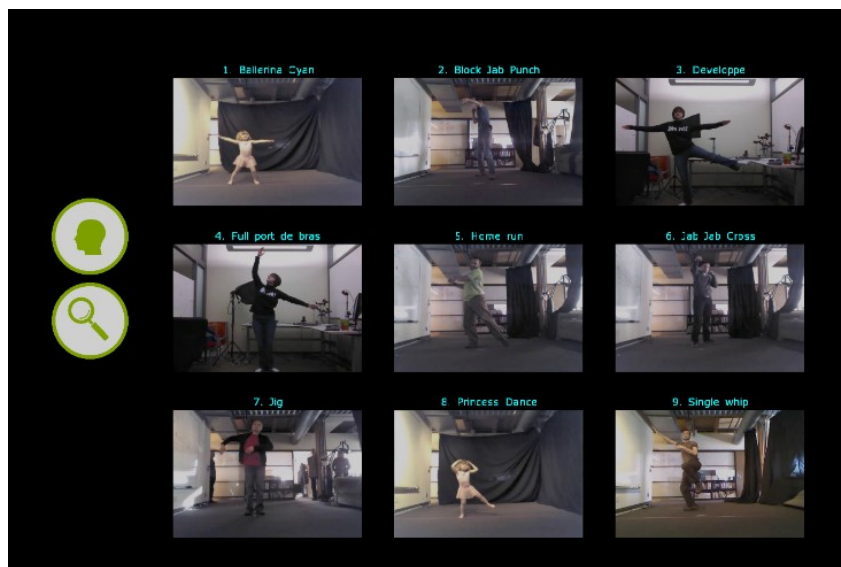 1. Ballerina Cyan
2. Block Jab Punch
3. Developpe
4. Full port de bras
5. Home run
6. Jab Jab Cross
7. Jig
8. Princess Dance
9. Single whip